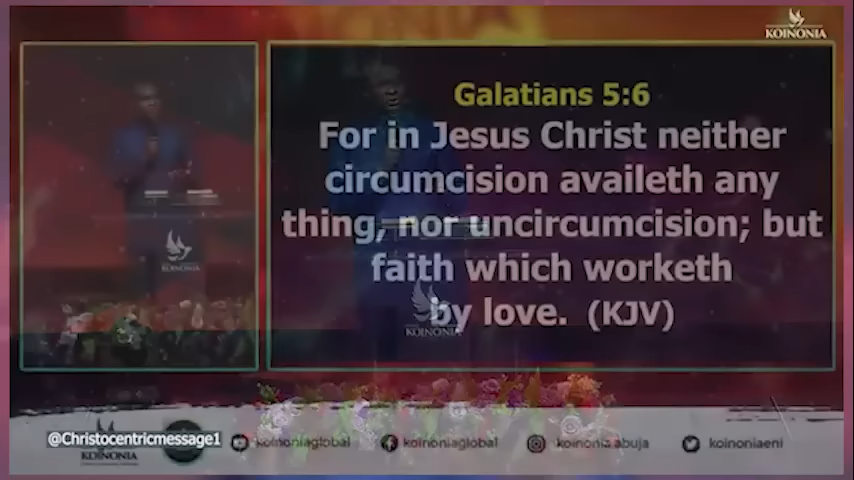 KOINONIA
Galatians 5:6
For in Jesus Christ neither
circumcision availeth any
thing, nor uncircumcision; but
faith which worketh
by love. (KJV)
KOINONIA
KOINONIA
@Christocentricmessage1
KOINONIA
koinoniaglobal
koinoniaglobal
koinonia abuja
koinoniaeni